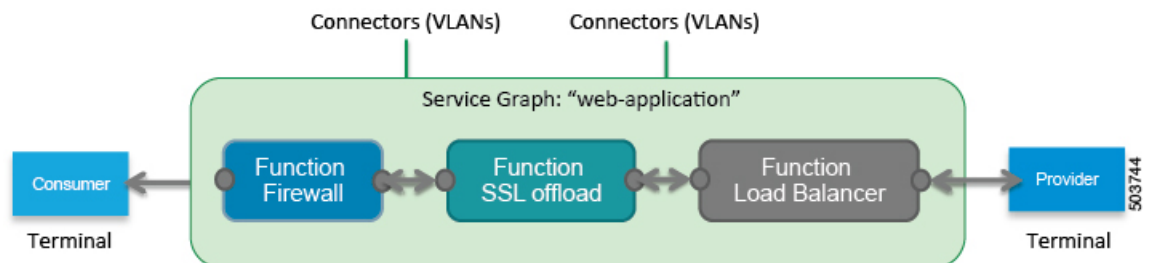 Connectors (VLANs)
Connectors (VLANs)
Service Graph: “web-application”
Consumer
Function
Firewall
Function
SSL offload
Function
Load Balancer
Provider
503744
Terminal
Terminal